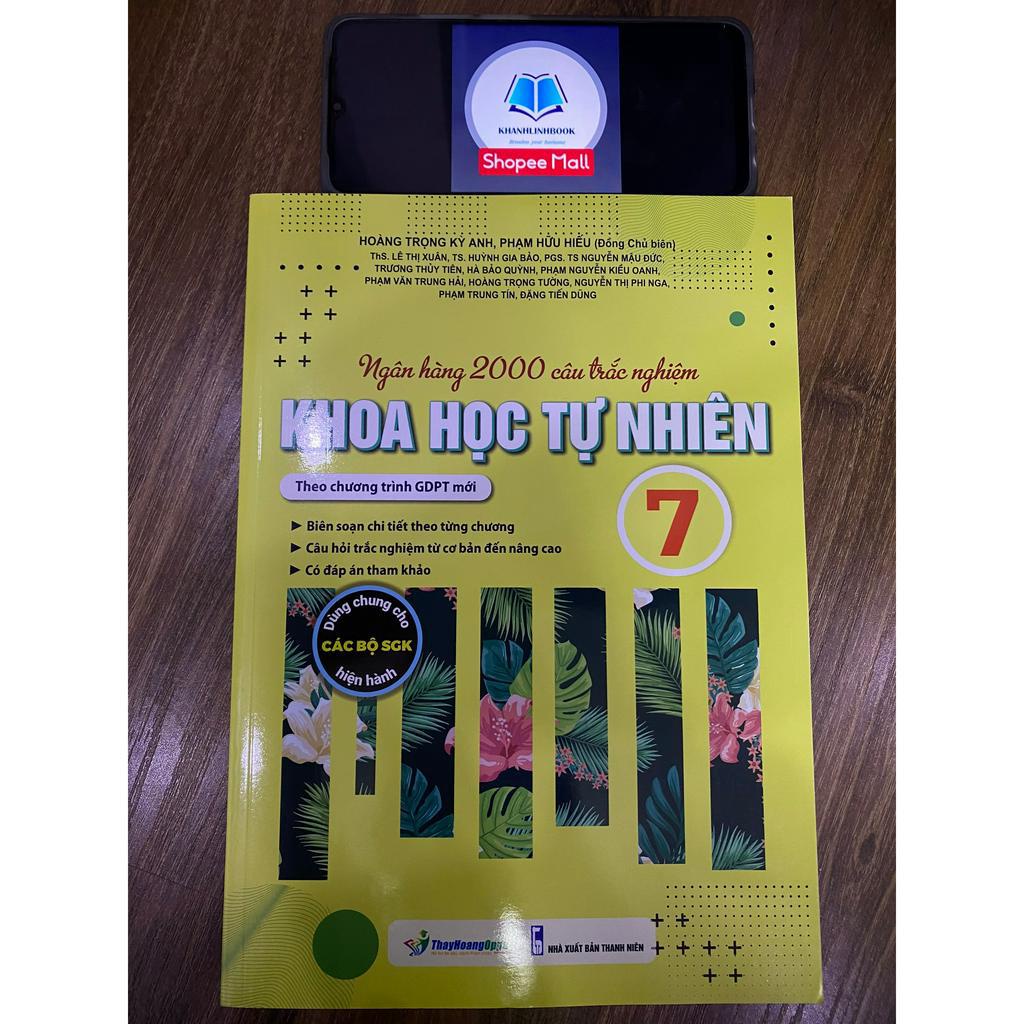 KHANHLINHBOOK
Broaden your horizons
Shopee Mall
HOÀNG TRỌNG KỲ ANH, PHẠM HỮU HIẾU (Đồng Chủ biên)
ThS. LÊ THỊ XUÂN, TS. HUỲNH GIA BẢO, PGS. TS NGUYỄN MẬU ĐỨC,
TRƯƠNG THỦY TIÊN, HÀ BẢO QUỲNH, PHẠM NGUYỄN KIỀU OANH,
PHẠM VĂN TRUNG HẢI, HOÀNG TRỌNG TƯỜNG, NGUYỄN THỊ PHI NGA,
PHẠM TRUNG TÍN, ĐẶNG TIẾN DŨNG
Ngân hàng 2000 câu trắc nghiệm
KHOA HỌC TỰ NHIÊN
7
Theo chương trình GDPT mới
Biên soạn chi tiết theo từng chương
Câu hỏi trắc nghiệm từ cơ bản đến nâng cao
Có đáp án tham khảo
Dùng chung cho
CÁC BỘ SGK
hiện hành
NHÀ XUẤT BẢN THANH NIÊN